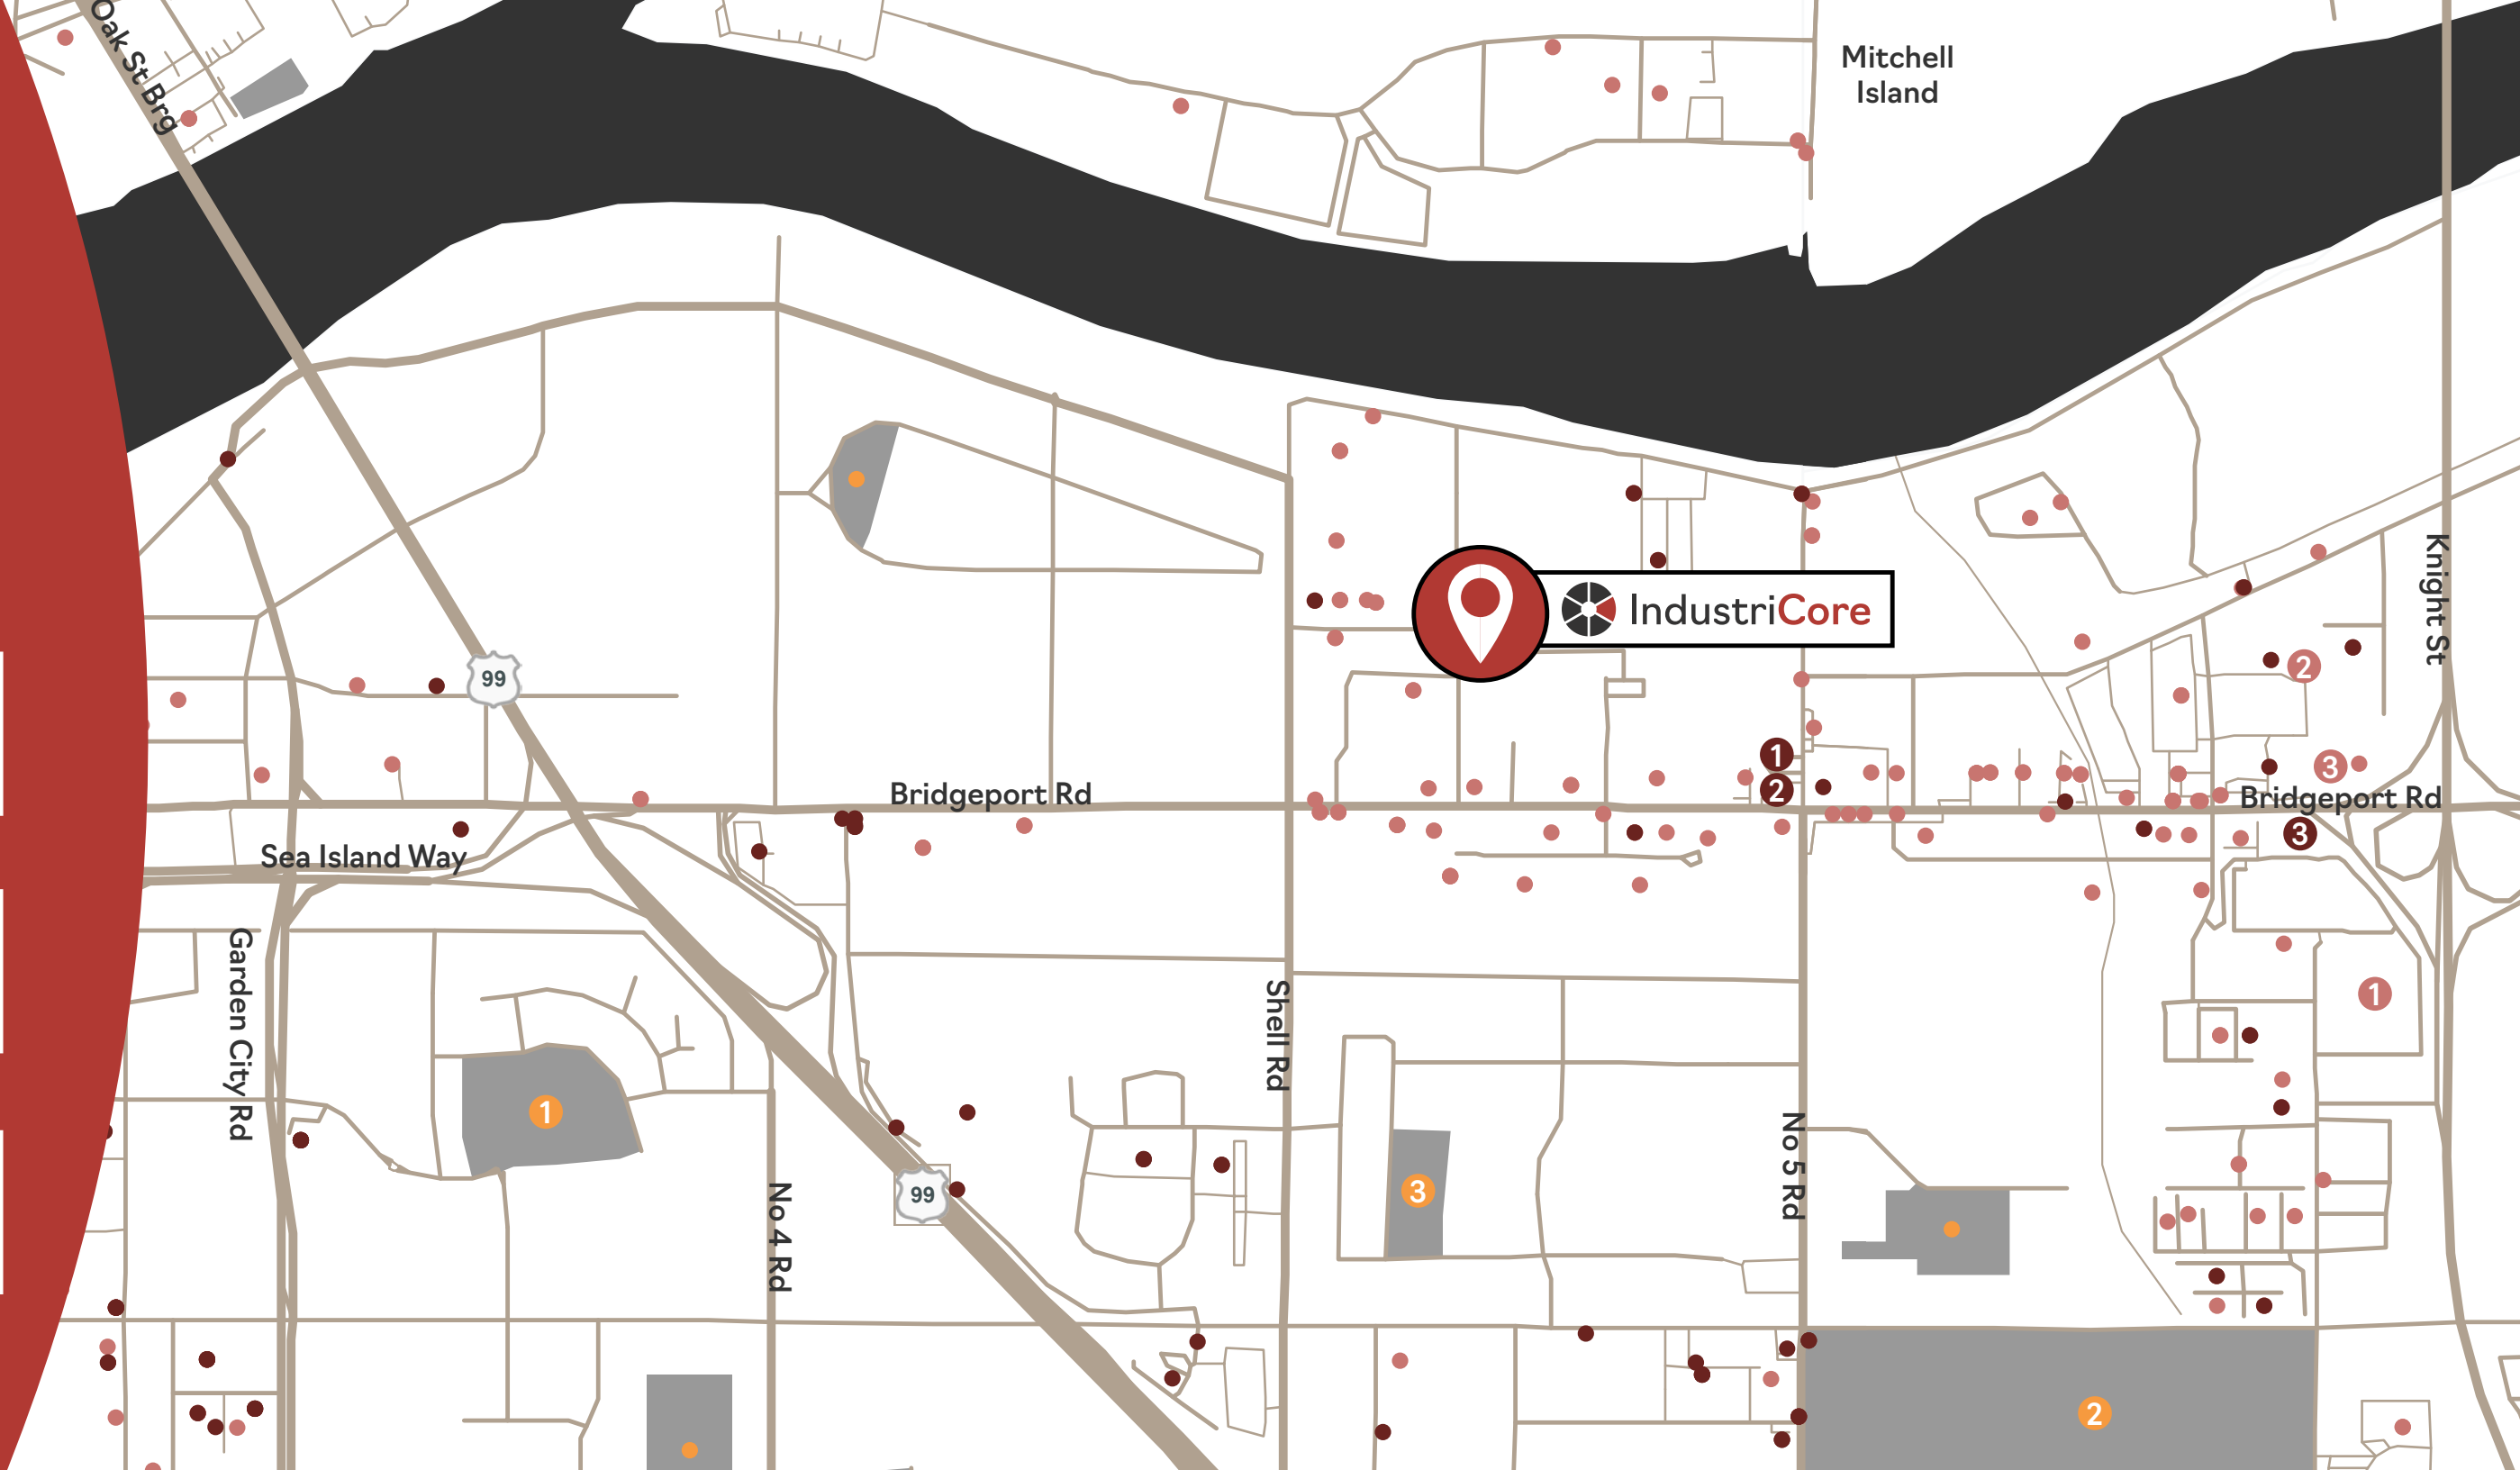 Oak St Brg
Mitchell
Island
Knight St
IndustriCore
99
2
1
3
2
Bridgeport Rd
Bridgeport Rd
3
Sea Island Way
Garden City Rd
Shell Rd
1
1
No 5 Rd
No 4 Rd
99
3
2